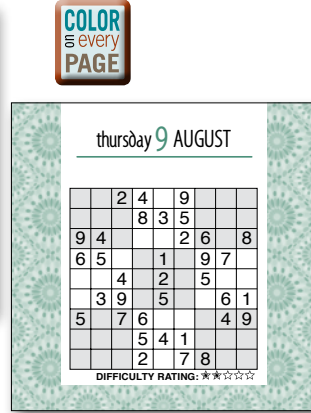 COLOR
on every
PAGE
thursday 9 AUGUST
2 4 9
8 3 5
9 4 2 6 8
6 5 1 9 7
4 2 5
3 9 5 6 1
5 7 6 4 9
5 4 1
2 7 8
DIFFICULTY RATING: ★★☆☆☆